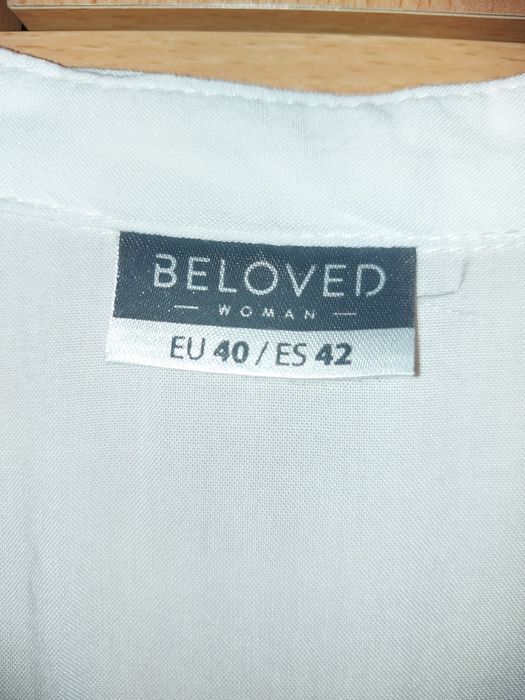 BELOVED
— WOMAN —
EU 40 / ES 42